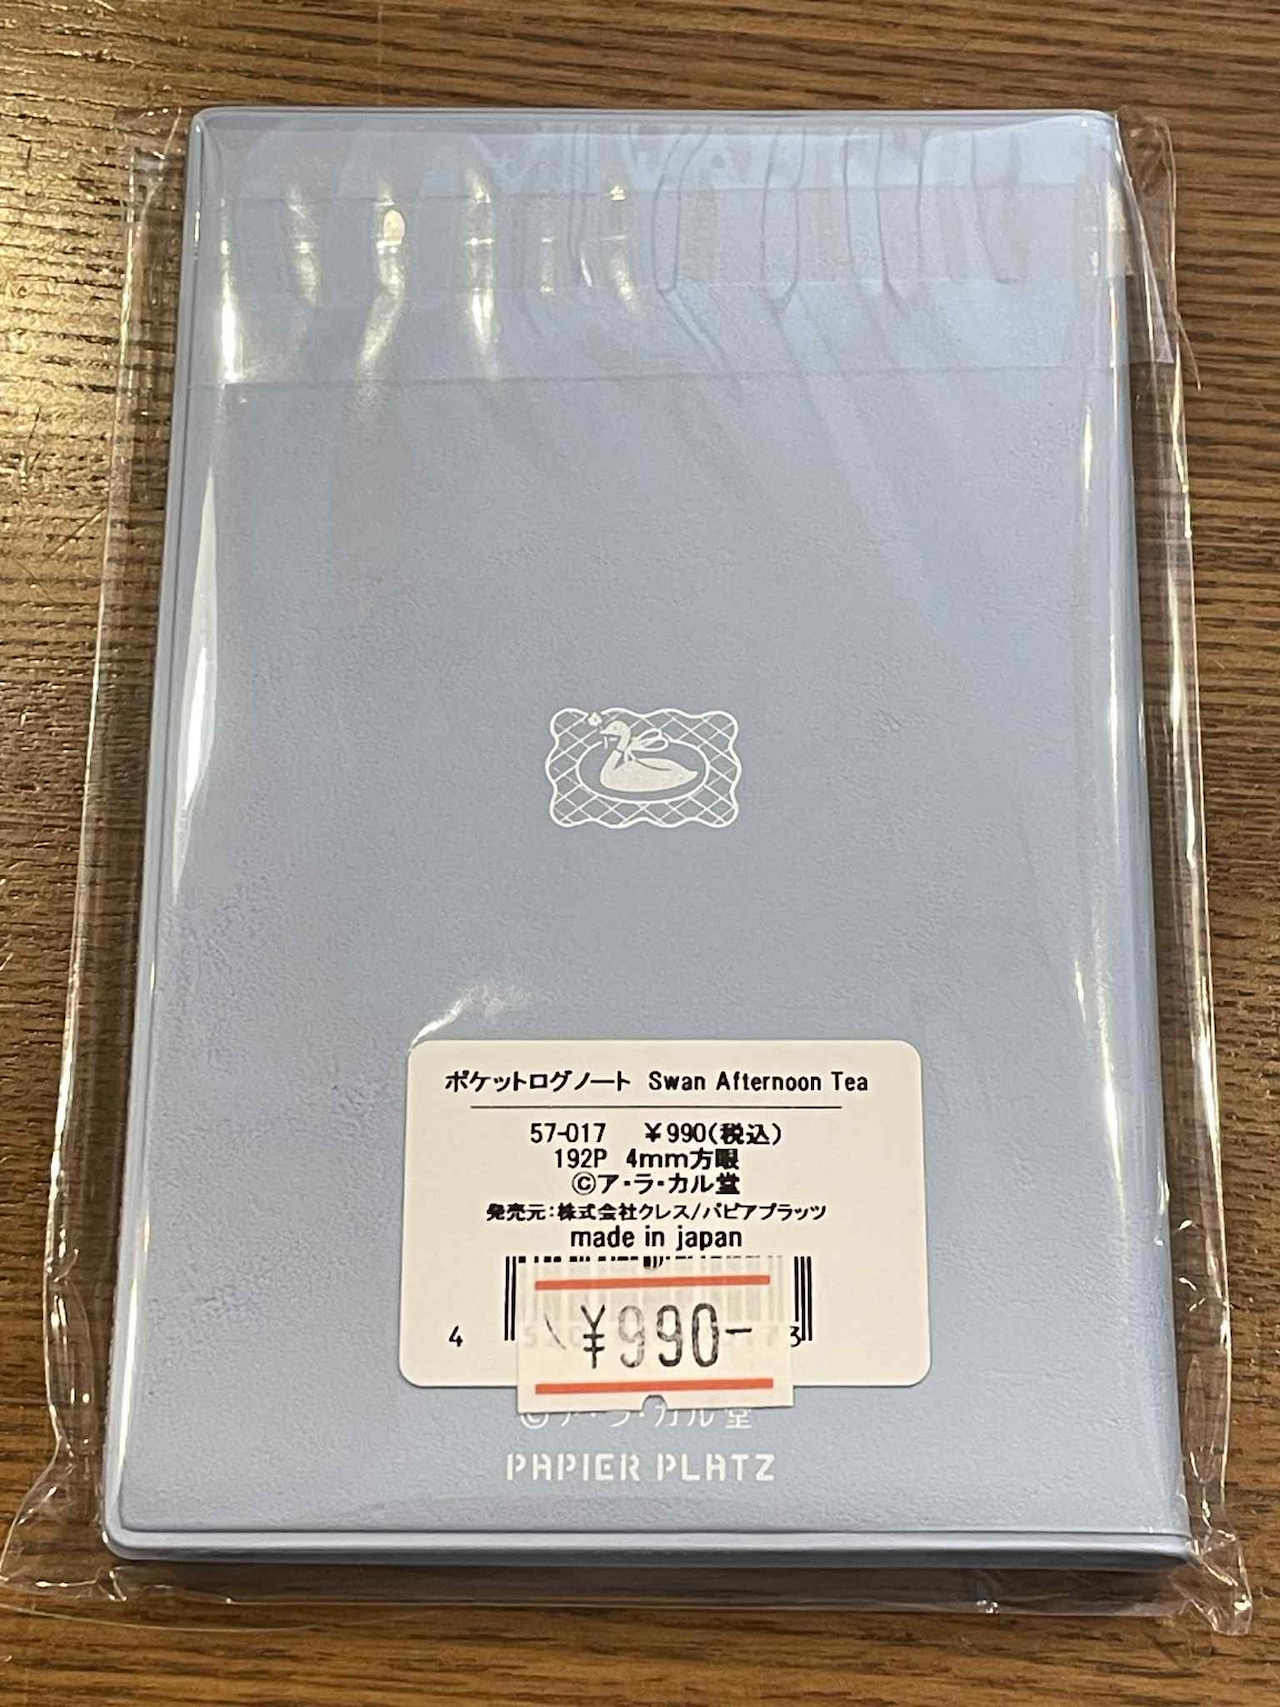 ポケットログノート Swan Afternoon Tea
57-017 ¥990(税込)
192P 4mm方眼
©ア・ラ・カル堂
発売元:株式会社クレス/パピアプラッツ
made in japan
4
¥990-
©ア・ラ・カル堂
PAPIER PLATZ